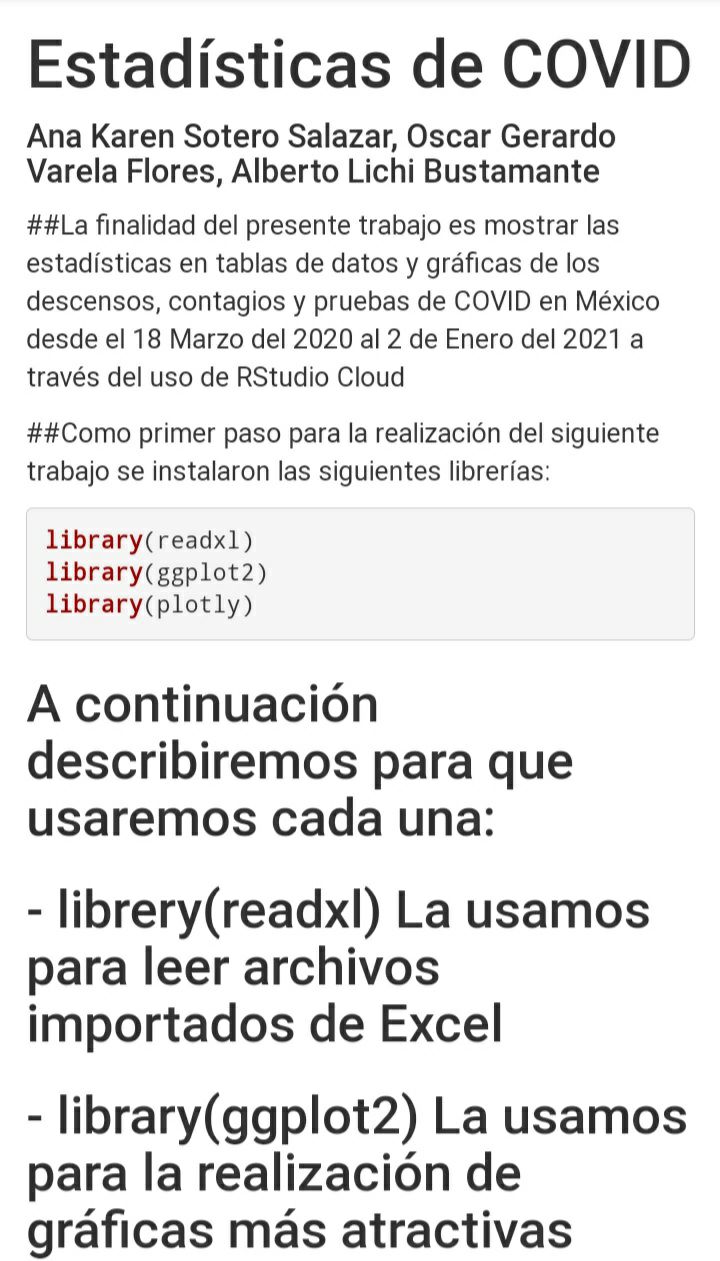 Estadísticas de COVID
Ana Karen Sotero Salazar, Oscar Gerardo
Varela Flores, Alberto Lichi Bustamante
##La finalidad del presente trabajo es mostrar las
estadísticas en tablas de datos y gráficas de los
descensos, contagios y pruebas de COVID en México
desde el 18 Marzo del 2020 al 2 de Enero del 2021 a
través del uso de RStudio Cloud
##Como primer paso para la realización del siguiente
trabajo se instalaron las siguientes librerías:
library(readxl)
library(ggplot2)
library(plotly)
A continuación
describiremos para que
usaremos cada una:
- librery(readxl) La usamos
para leer archivos
importados de Excel
- library(ggplot2) La usamos
para la realización de
gráficas más atractivas